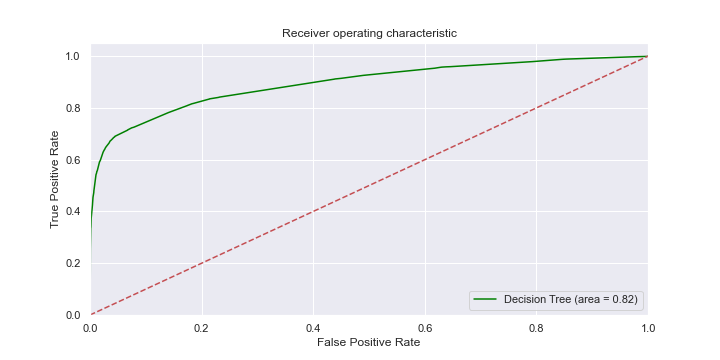 Receiver operating characteristic
True Positive Rate
1.0
0.8
0.6
0.4
0.2
0.0
Decision Tree (area = 0.82)
0.0 0.2 0.4 0.6 0.8 1.0
False Positive Rate